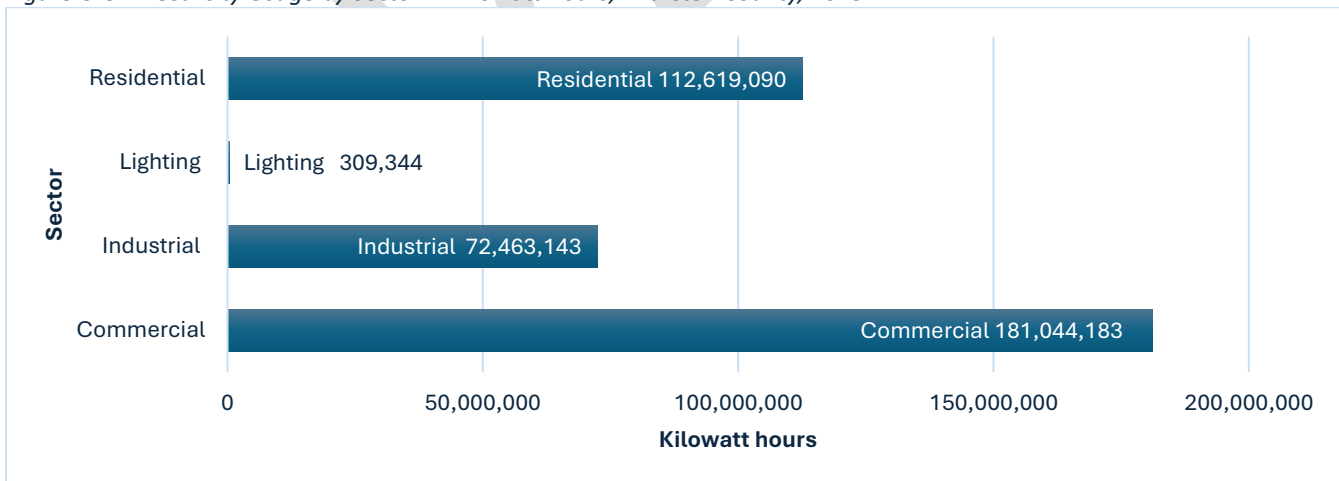 Residential
Residential 112,619,090
Lighting
Lighting 309,344
Industrial
Industrial 72,463,143
Commercial
Commercial 181,044,183
Sector
0 50,000,000 100,000,000 150,000,000 200,000,000
Kilowatt hours